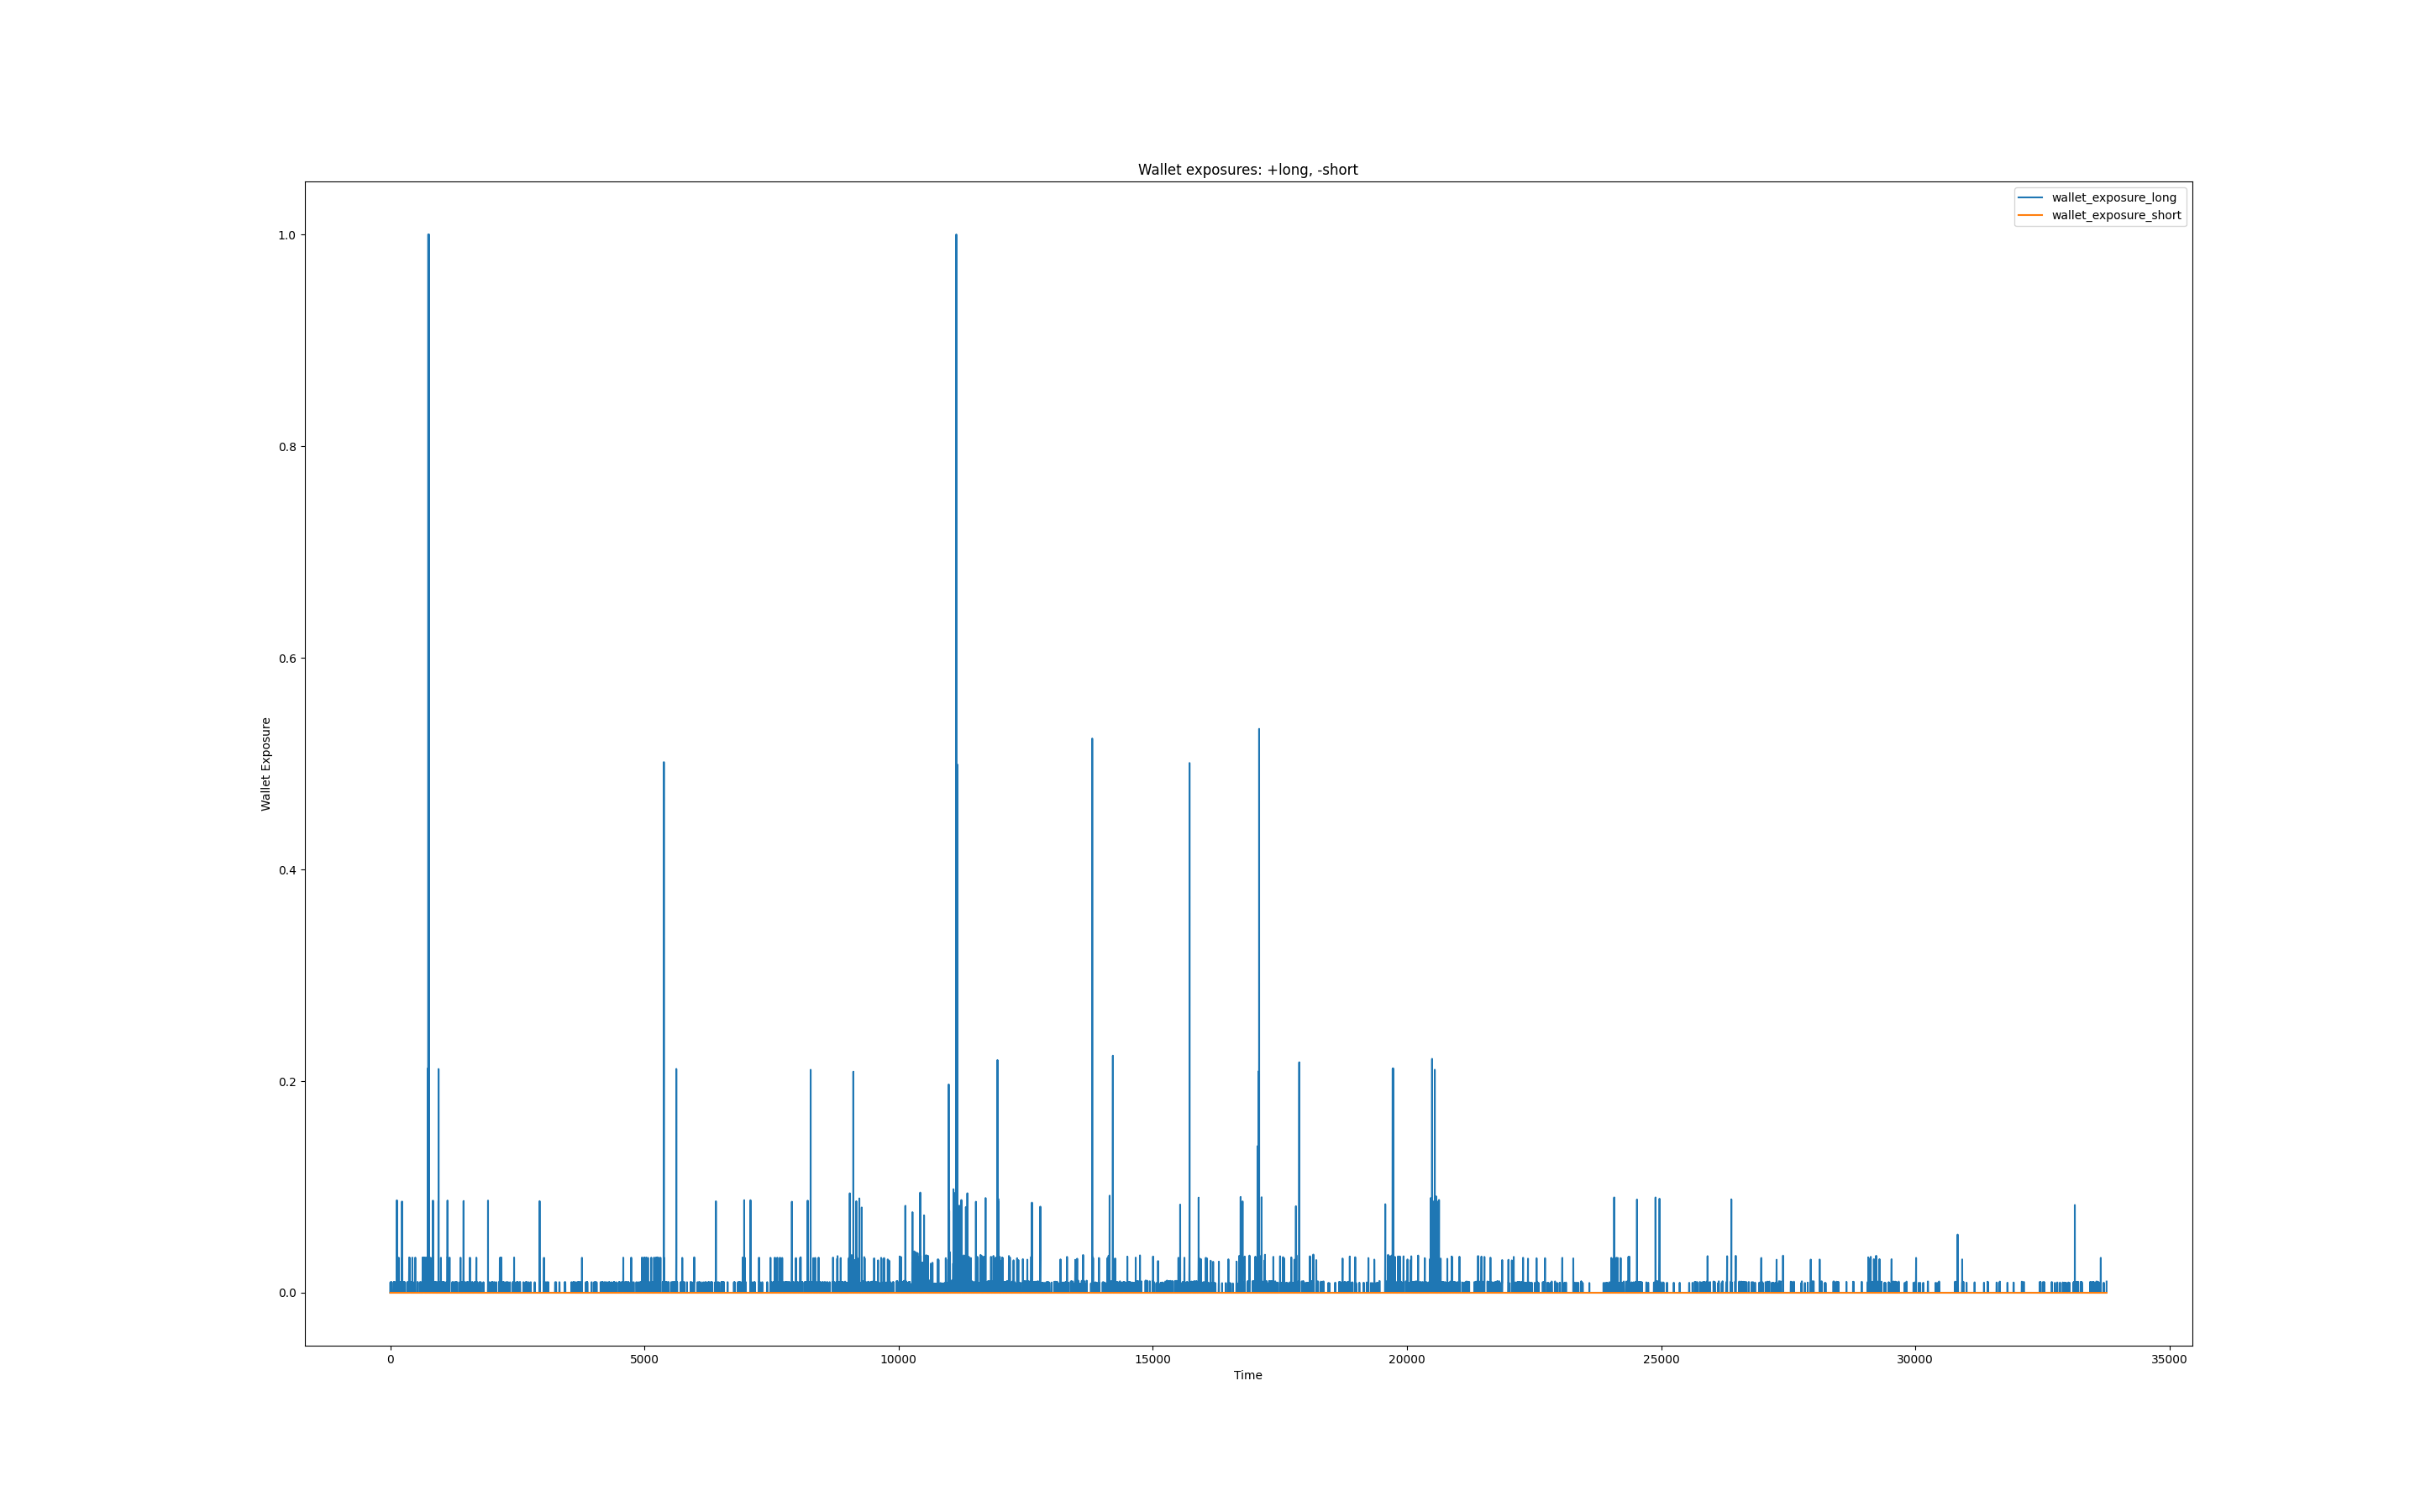 Wallet exposures: +long, -short
wallet_exposure_long
wallet_exposure_short
1.0
0.8
0.6
0.4
0.2
0.0
Wallet Exposure
0 5000 10000 15000 20000 25000 30000 35000
Time